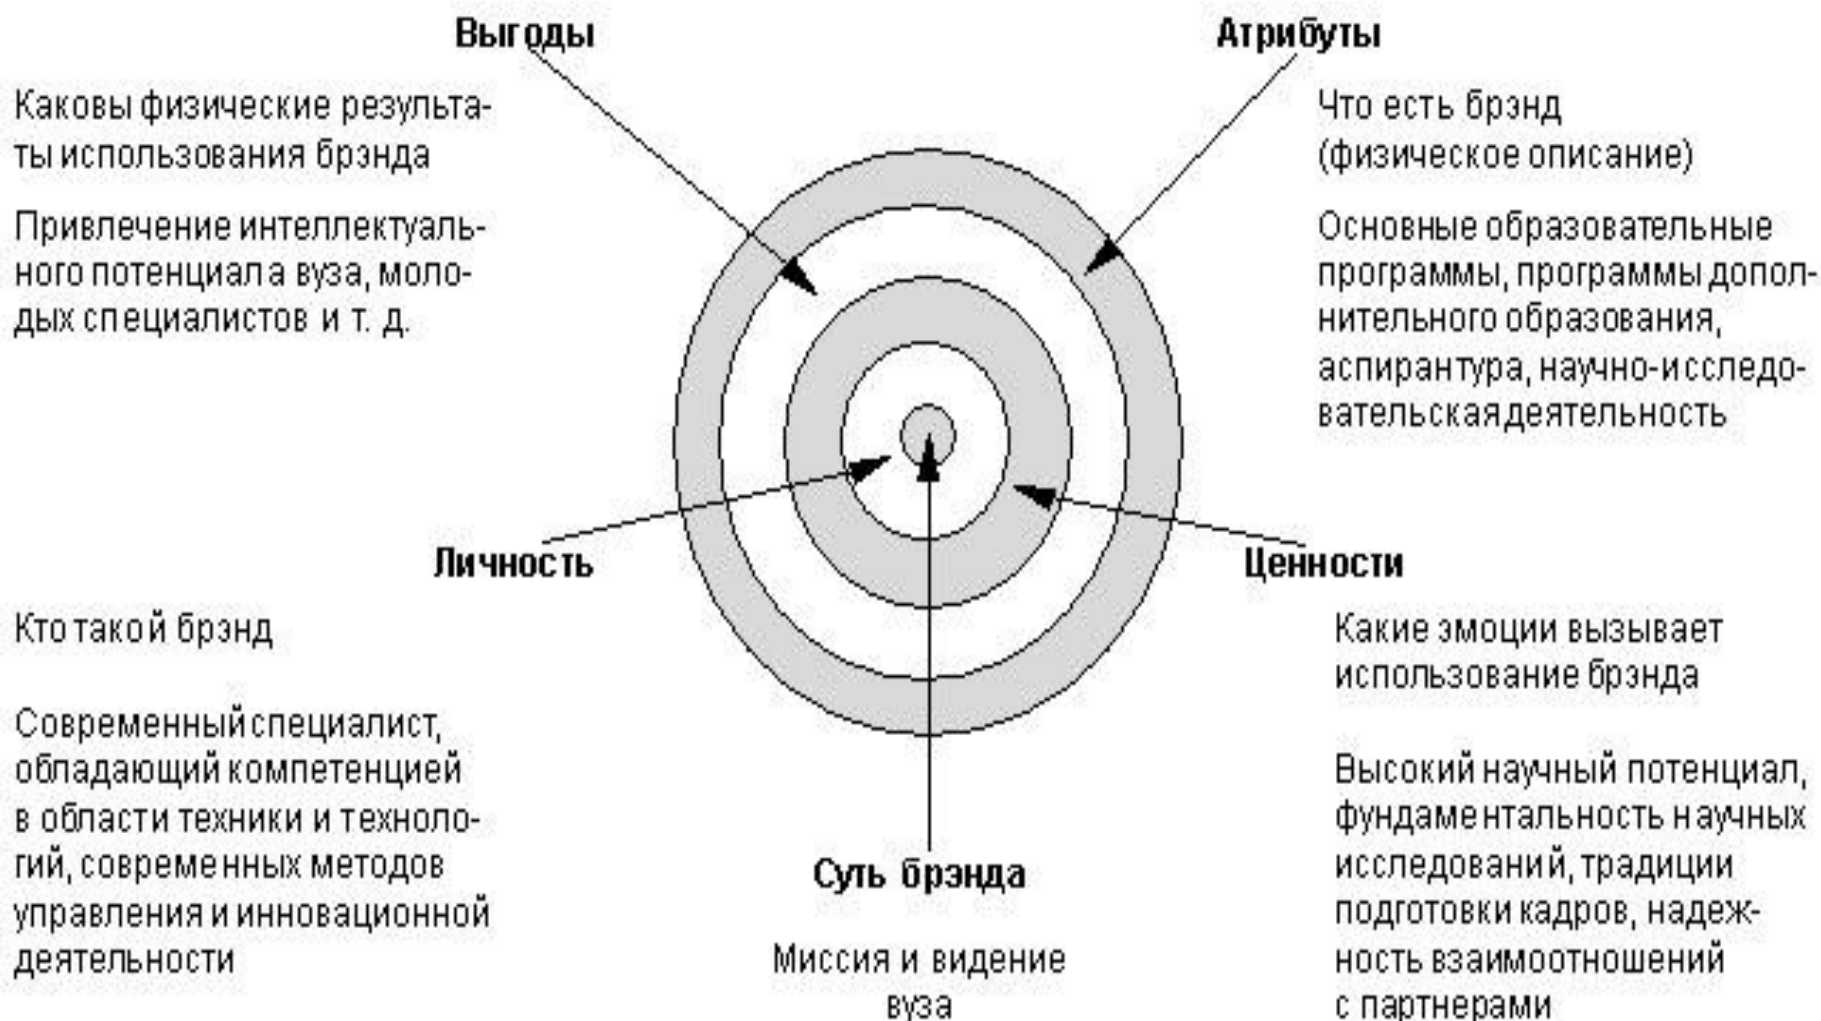 Выгоды
Каковы физические результа-
ты использования брэнда
Привлечение интеллектуаль-
ного потенциала вуза, моло-
дых специалистов и т. д.
Атрибуты
Что есть брэнд
(физическое описание)
Основные образовательные
программы, программы допол-
нительного образования,
аспирантура, научно-исследо-
вательская деятельность
Личность
Кто такой брэнд
Современный специалист,
обладающий компетенцией
в области техники и техноло-
гий, современных методов
управления и инновационной
деятельности
Суть брэнда
Миссия и видение
вуза
Ценности
Какие эмоции вызывает
использование брэнда
Высокий научный потенциал,
фундаментальность научных
исследований, традиции
подготовки кадров, надеж-
ность взаимоотношений
с партнерами